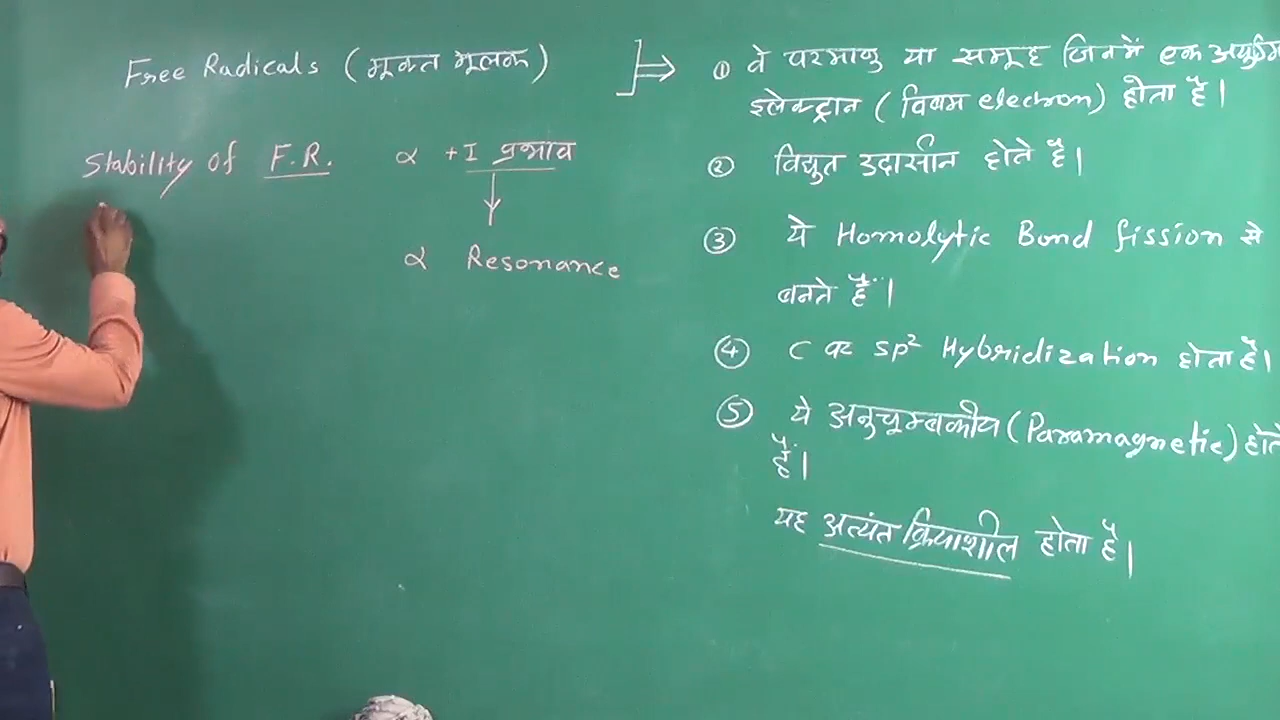 Free Radicals (मूक्त मूलक)
Stability of F.R. ∝ +I प्रभाव
∝ Resonance
① वे परमाणु या समूह जिनमें एक अयुग्म
इलेक्ट्रान (विषम electron) होता है।
② विद्युत उदासीन होते है।
③ ये Homolytic Bond fission से
बनते हैं।
④ C का sp² Hybridization होता है।
⑤ ये अनुचूम्बकीय (Paramagnetic) होते
हैं।
यह अत्यंत क्रियाशील होता है।